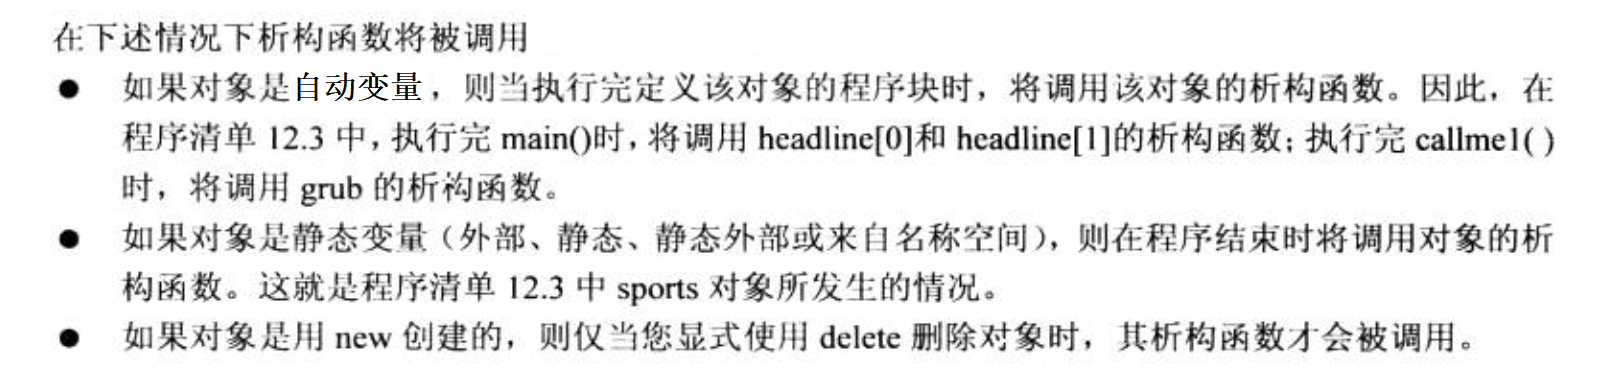 在下述情况下析构函数将被调用
● 如果对象是自动变量，则当执行完定义该对象的程序块时，将调用该对象的析构函数。因此，在
程序清单 12.3 中，执行完 main()时，将调用 headline[0]和 headline[1]的析构函数；执行完 callme1( )
时，将调用 grub 的析构函数。
● 如果对象是静态变量（外部、静态、静态外部或来自名称空间），则在程序结束时将调用对象的析
构函数。这就是程序清单 12.3 中 sports 对象所发生的情况。
● 如果对象是用 new 创建的，则仅当您显式使用 delete 删除对象时，其析构函数才会被调用。